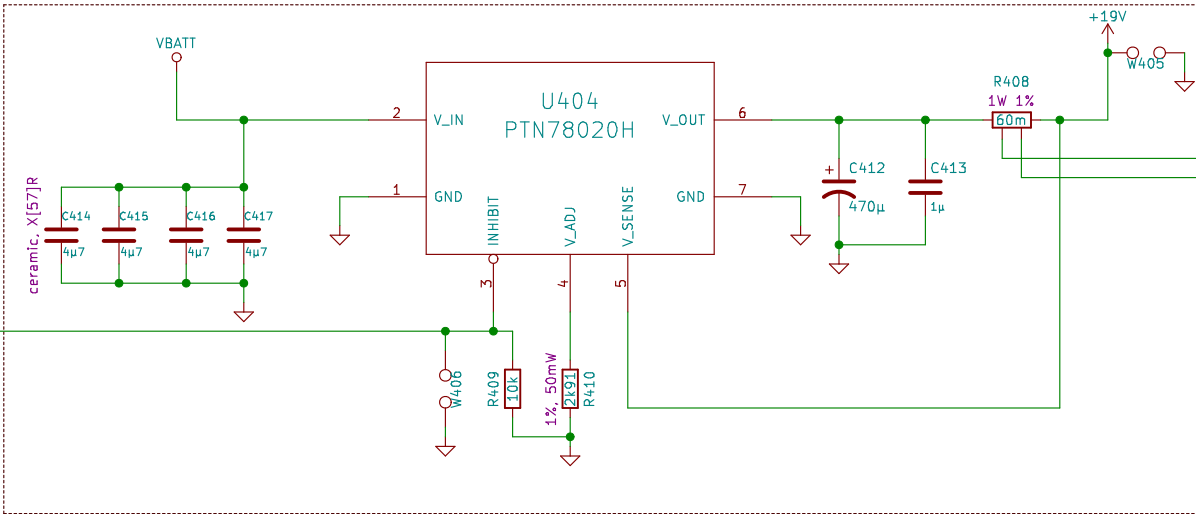 +19V
VBATT
W405
R408
1W 1%
60m
U404
PTN78020H
2
V_IN
V_OUT
6
1
GND
GND
7
INHIBIT
V_ADJ
V_SENSE
3
4
5
+
C412
470µ
C413
1µ
ceramic, X[57]R
C414
4µ7
C415
4µ7
C416
4µ7
C417
4µ7
W406
R409
10k
1%, 50mW
2k91
R410